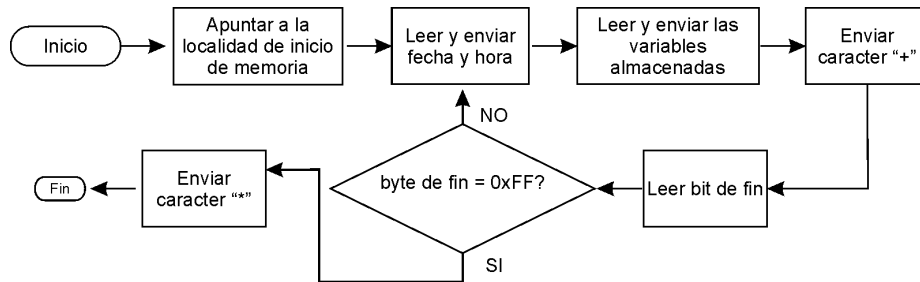 Inicio
Apuntar a la
localidad de inicio
de memoria
Leer y enviar
fecha y hora
Leer y enviar las
variables
almacenadas
Enviar
caracter “+”
NO
Fin
Enviar
caracter “*”
byte de fin = 0xFF?
Leer bit de fin
SI